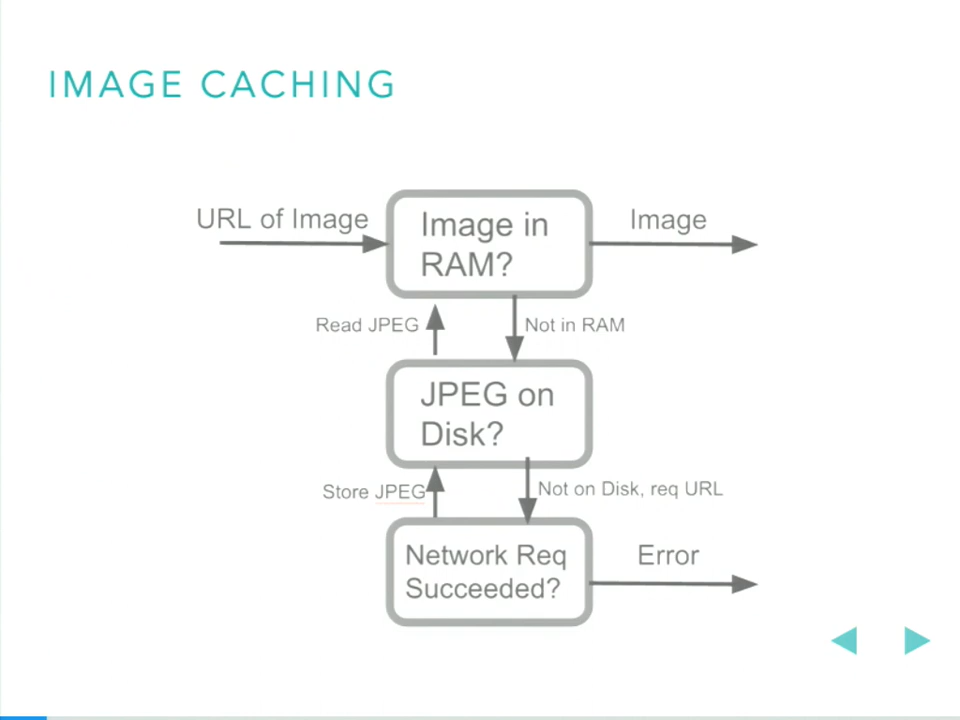 IMAGE CACHING
URL of Image
Image in
RAM?
Image
Read JPEG
Not in RAM
JPEG on
Disk?
Store JPEG
Not on Disk, req URL
Network Req
Succeeded?
Error